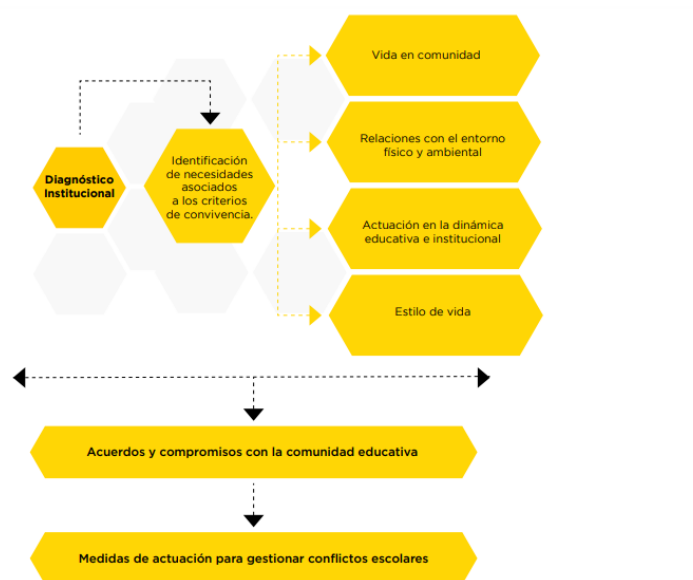 Diagnóstico
Institucional
Identificación
de necesidades
asociados
a los criterios
de convivencia.
Vida en comunidad
Relaciones con el entorno
físico y ambiental
Actuación en la dinámica
educativa e institucional
Estilo de vida
Acuerdos y compromisos con la comunidad educativa
Medidas de actuación para gestionar conflictos escolares